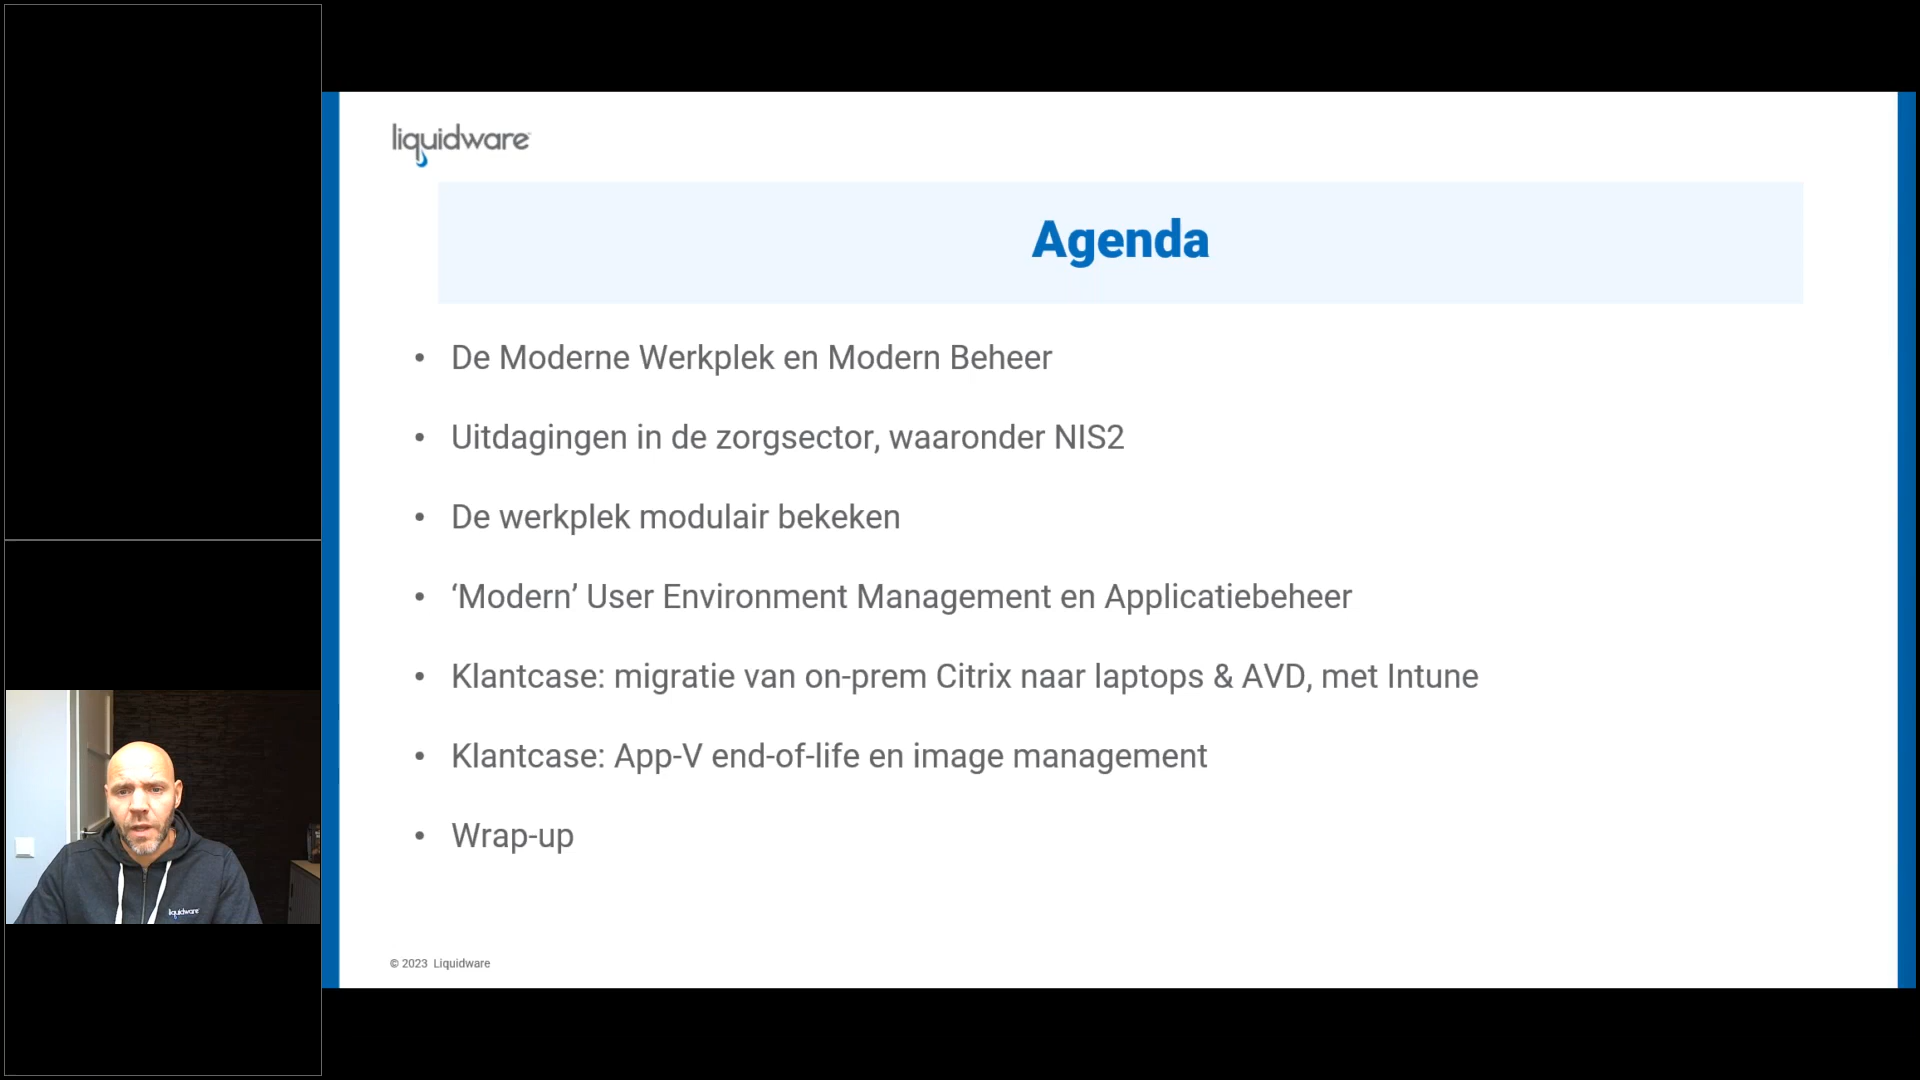 liquidware
Agenda
• De Moderne Werkplek en Modern Beheer
• Uitdagingen in de zorgsector, waaronder NIS2
• De werkplek modulair bekeken
• ‘Modern’ User Environment Management en Applicatiebeheer
• Klantcase: migratie van on-prem Citrix naar laptops & AVD, met Intune
• Klantcase: App-V end-of-life en image management
• Wrap-up
liquidware
© 2023 Liquidware